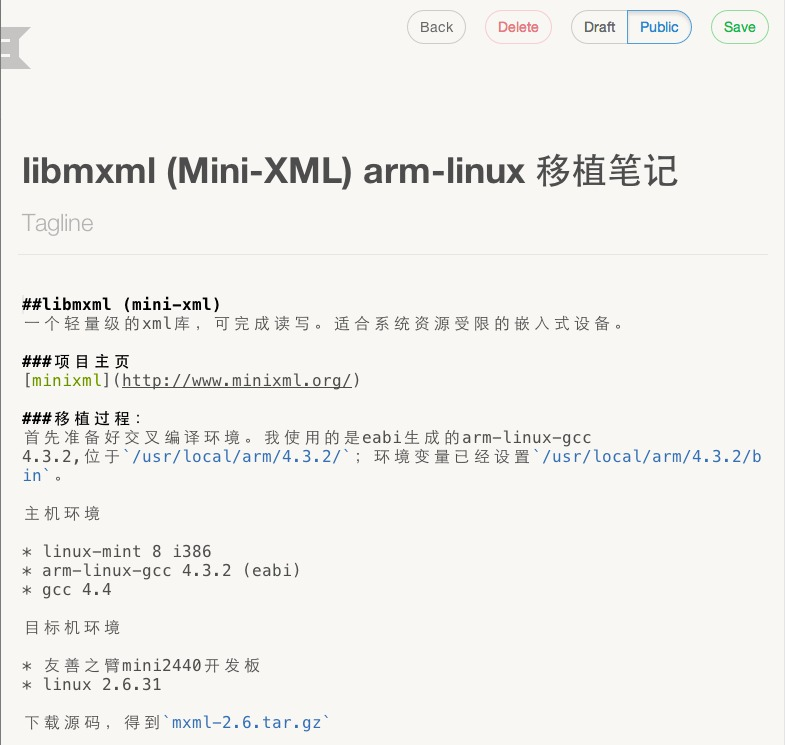 Back Delete Draft Public Save
libmxml (Mini-XML) arm-linux 移植笔记
Tagline
##libmxml (mini-xml)
一个轻量级的xml库，可完成读写。适合系统资源受限的嵌入式设备。
###项目主页
[minixml](http://www.minixml.org/)
###移植过程：
首先准备好交叉编译环境。我使用的是eabi生成的arm-linux-gcc
4.3.2,位于`/usr/local/arm/4.3.2/`；环境变量已经设置`/usr/local/arm/4.3.2/b
in`。
主机环境
* linux-mint 8 i386
* arm-linux-gcc 4.3.2 (eabi)
* gcc 4.4
目标机环境
* 友善之臂mini2440开发板
* linux 2.6.31
下载源码，得到`mxml-2.6.tar.gz`